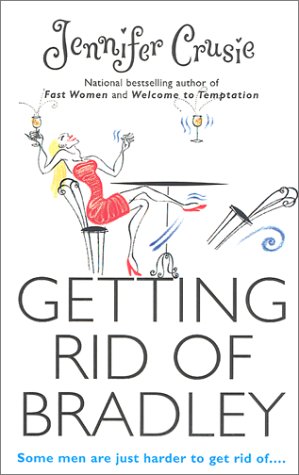 Jennifer Crusie
National bestselling author of
Fast Women and Welcome to Temptation
GETTING
RID OF
BRADLEY
Some men are just harder to get rid of....